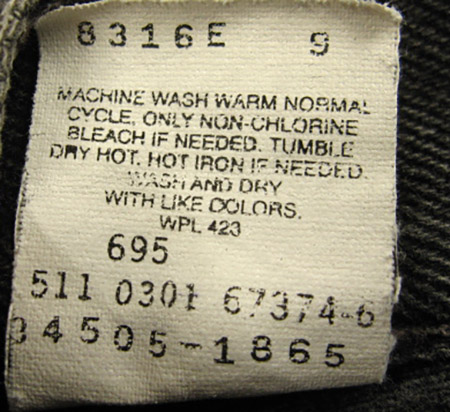 8316E 9
MACHINE WASH WARM NORMAL
CYCLE, ONLY NON-CHLORINE
BLEACH IF NEEDED. TUMBLE
DRY HOT. HOT IRON IF NEEDED.
WASH AND DRY
WITH LIKE COLORS.
WPL 423
695
511 0301 67374-6
34505-1865